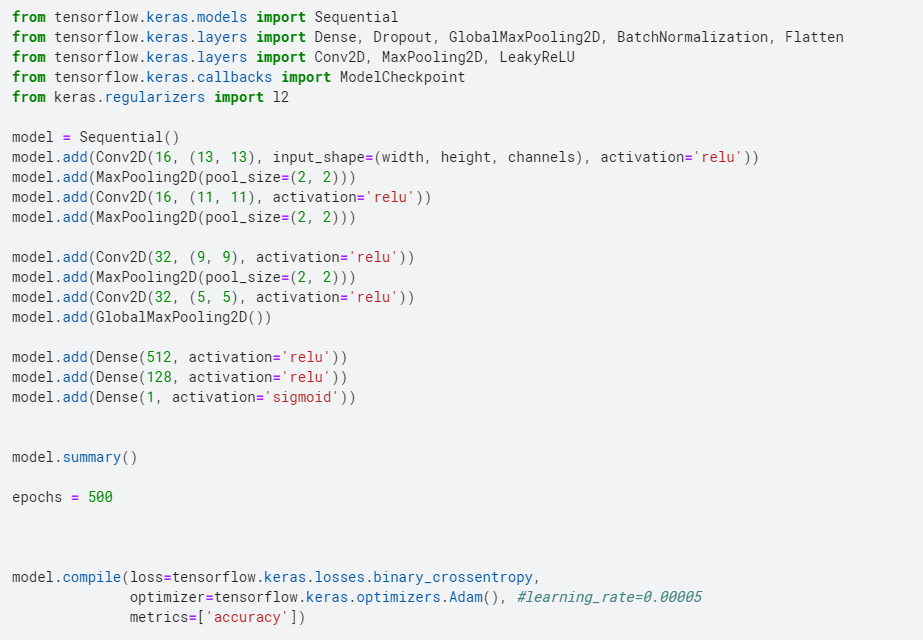 from tensorflow.keras.models import Sequential
from tensorflow.keras.layers import Dense, Dropout, GlobalMaxPooling2D, BatchNormalization, Flatten
from tensorflow.keras.layers import Conv2D, MaxPooling2D, LeakyReLU
from tensorflow.keras.callbacks import ModelCheckpoint
from keras.regularizers import l2
model = Sequential()
model.add(Conv2D(16, (13, 13), input_shape=(width, height, channels), activation='relu'))
model.add(MaxPooling2D(pool_size=(2, 2)))
model.add(Conv2D(16, (11, 11), activation='relu'))
model.add(MaxPooling2D(pool_size=(2, 2)))
model.add(Conv2D(32, (9, 9), activation='relu'))
model.add(MaxPooling2D(pool_size=(2, 2)))
model.add(Conv2D(32, (5, 5), activation='relu'))
model.add(GlobalMaxPooling2D())
model.add(Dense(512, activation='relu'))
model.add(Dense(128, activation='relu'))
model.add(Dense(1, activation='sigmoid'))
model.summary()
epochs = 500
model.compile(loss=tensorflow.keras.losses.binary_crossentropy,
optimizer=tensorflow.keras.optimizers.Adam(), #learning_rate=0.00005
metrics=['accuracy'])